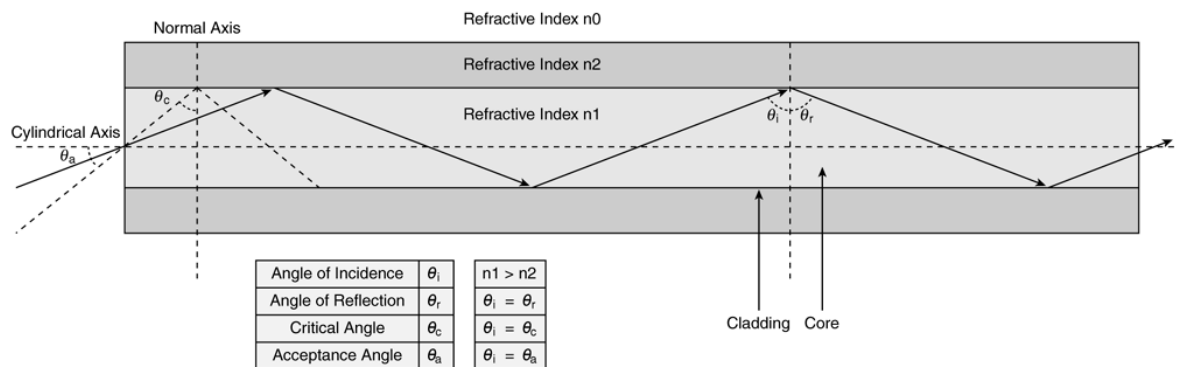 Refractive Index n0
Normal Axis
Refractive Index n2
θc
Refractive Index n1
θi θr
Cylindrical Axis
θa
Angle of Incidence θi n1 > n2
Angle of Reflection θr θi = θr
Critical Angle θc θi = θc
Acceptance Angle θa θi = θa
Cladding Core